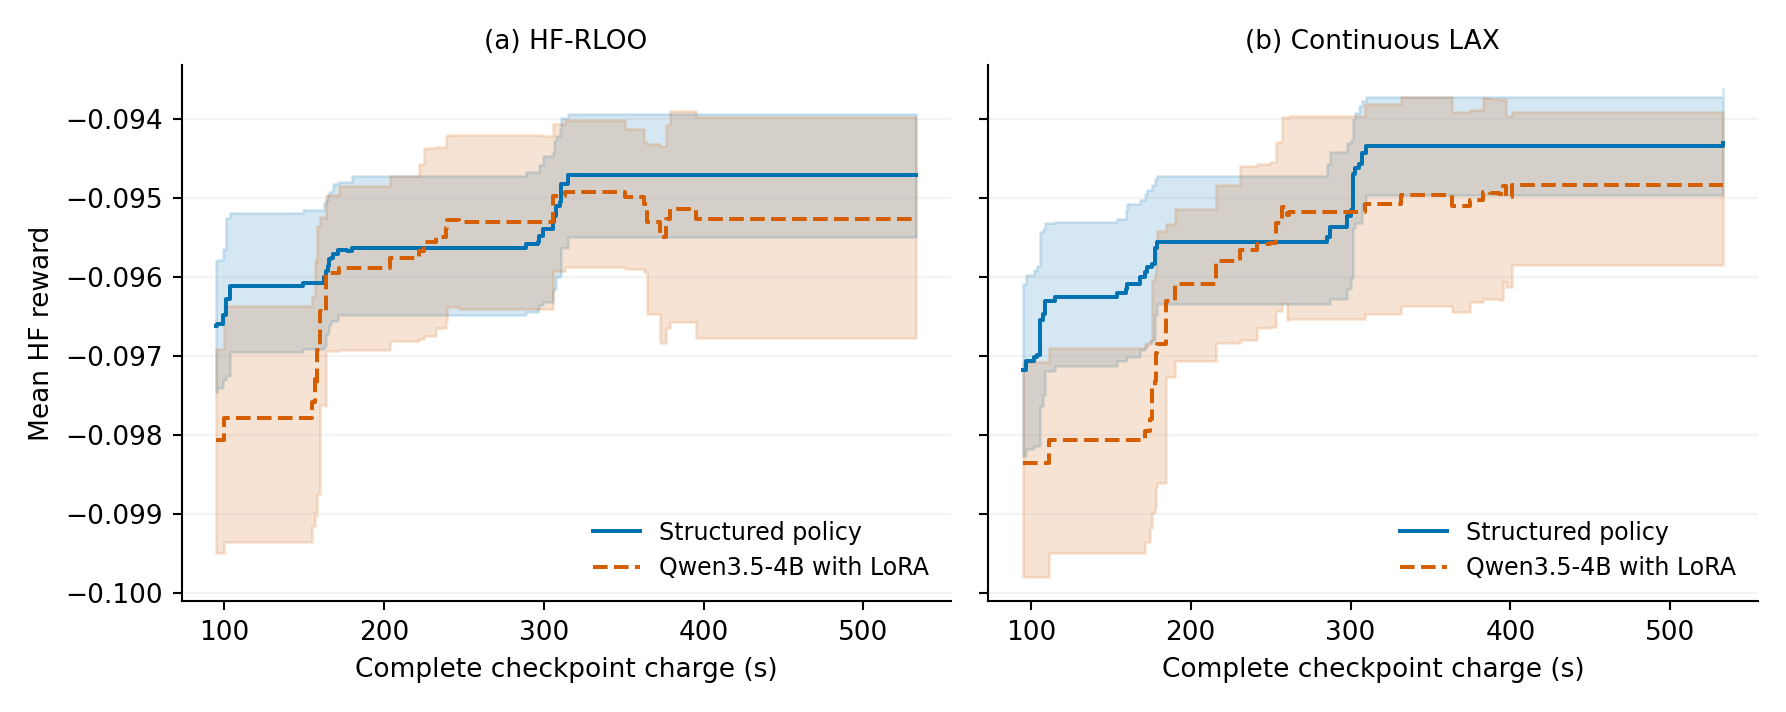 (a) HF-RLOO
(b) Continuous LAX
Mean HF reward
−0.094
−0.095
−0.096
−0.097
−0.098
−0.099
−0.100
Structured policy
Qwen3.5-4B with LoRA
Structured policy
Qwen3.5-4B with LoRA
100 200 300 400 500
100 200 300 400 500
Complete checkpoint charge (s)
Complete checkpoint charge (s)